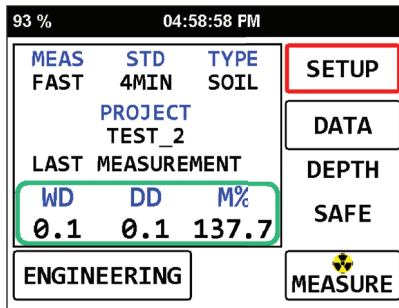 93 % 04:58:58 PM
MEAS STD TYPE
FAST 4MIN SOIL
PROJECT
TEST_2
LAST MEASUREMENT
WD DD M%
0.1 0.1 137.7
ENGINEERING
SETUP
DATA
DEPTH
SAFE
MEASURE